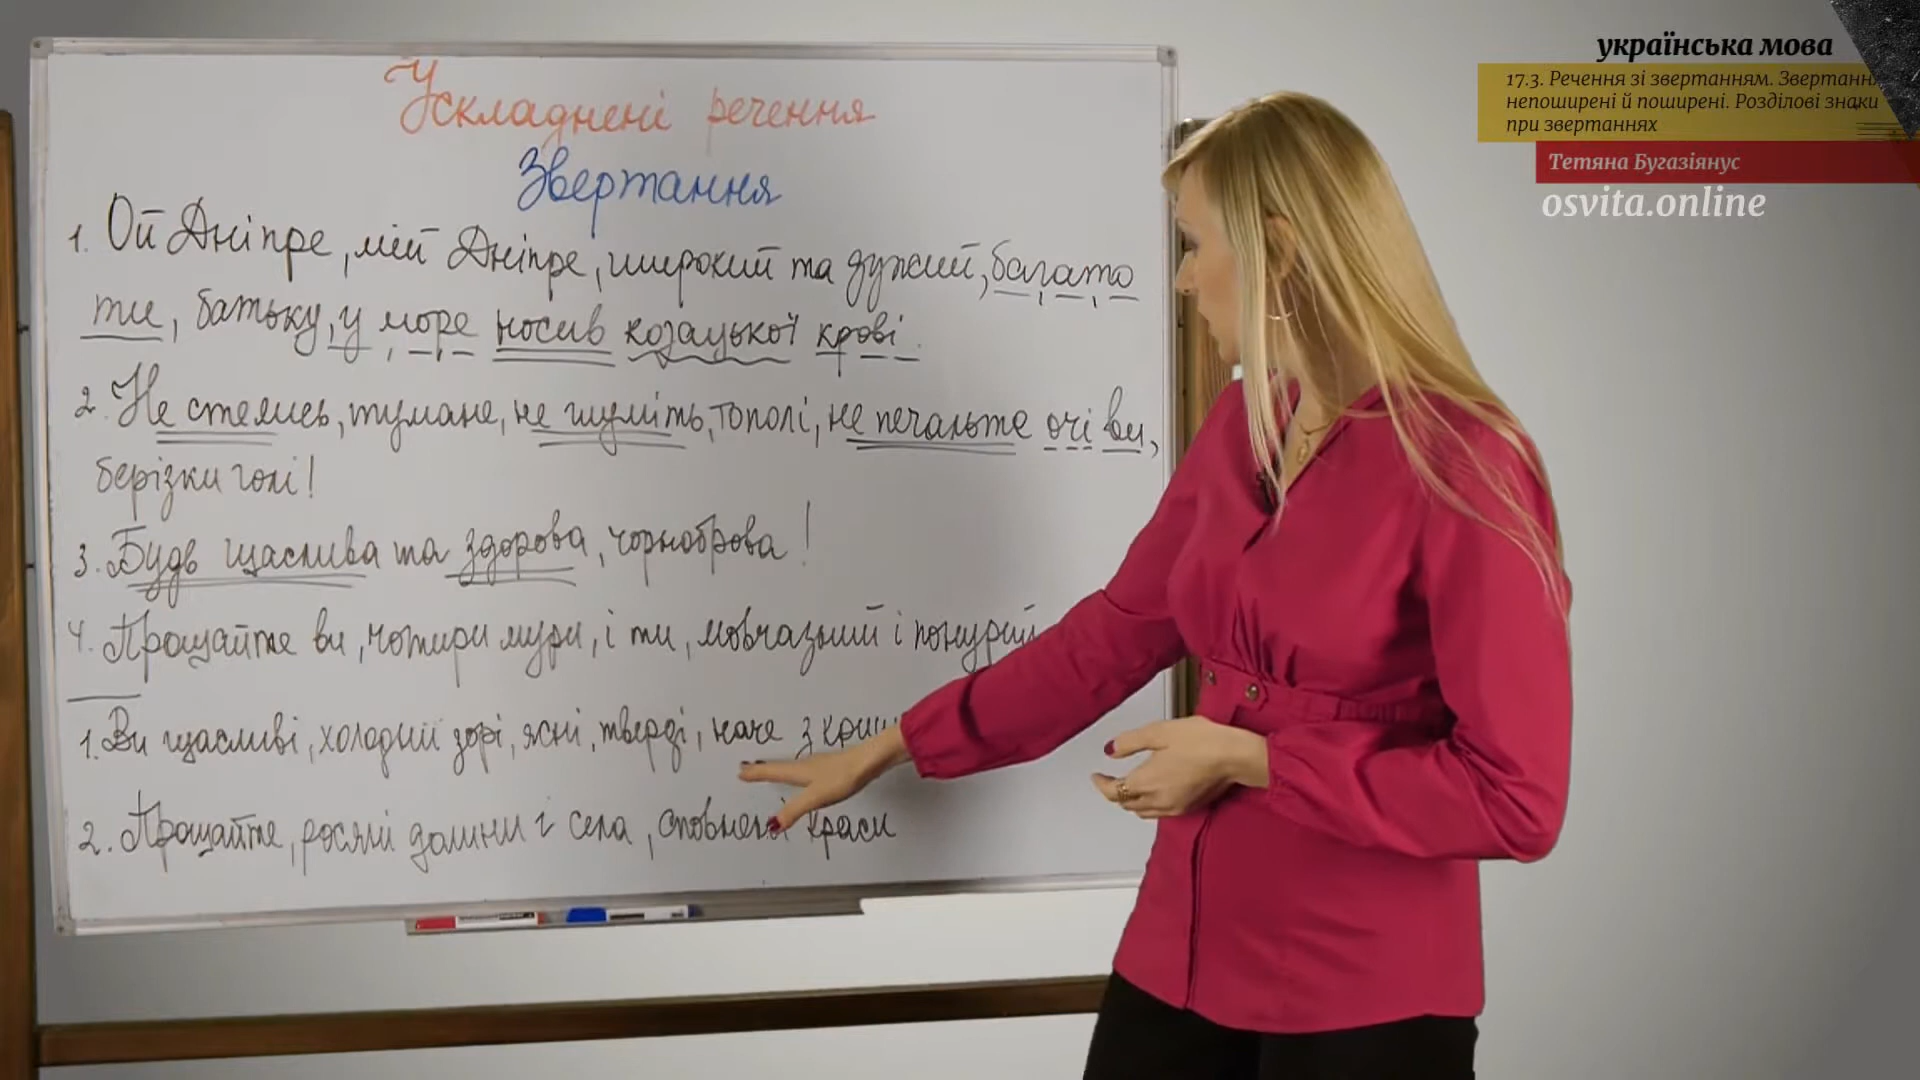 українська мова
17.3. Речення зі звертанням. Звертання
непоширені й поширені. Розділові знаки
при звертаннях
Тетяна Бугазіянус
osvita.online
Ускладнені речення
Звертання
1. Ой Дніпре, мій Дніпре, широкий та дужий, багато
ти, батьку, у море носив козацької крові.
2. Не стелись, тумане, не шуміть, тополі, не печальте очі ви,
берізки голі!
3. Будь щаслива та здорова, чорноброва!
4. Прощайте ви, чотири мури, і ти, мовчазний і понурий
1. Ви щасливі, холодні зорі, ясні, тверді, наче з
2. Прощайте, росяні долини і села, сповнені краси